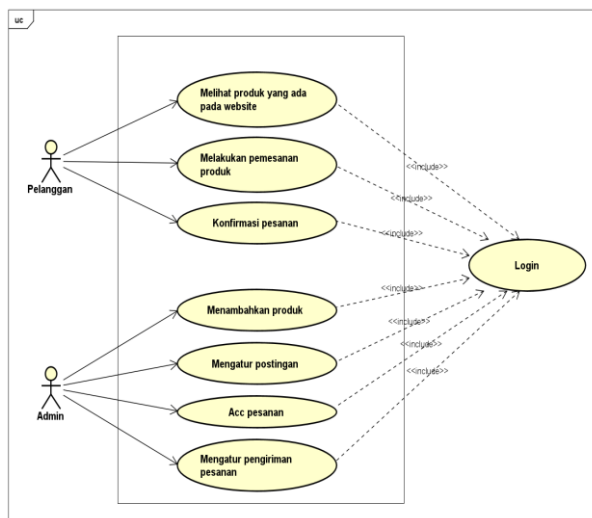 uc
Melihat produk yang ada
pada website
Melakukan pemesanan
produk
Pelanggan
Konfirmasi pesanan
<<include>>
<<include>>
<<include>>
Login
Menambahkan produk
<<include>>
Mengatur postingan
<<include>>
<<include>>
Acc pesanan
<<include>>
Admin
Mengatur pengiriman
pesanan